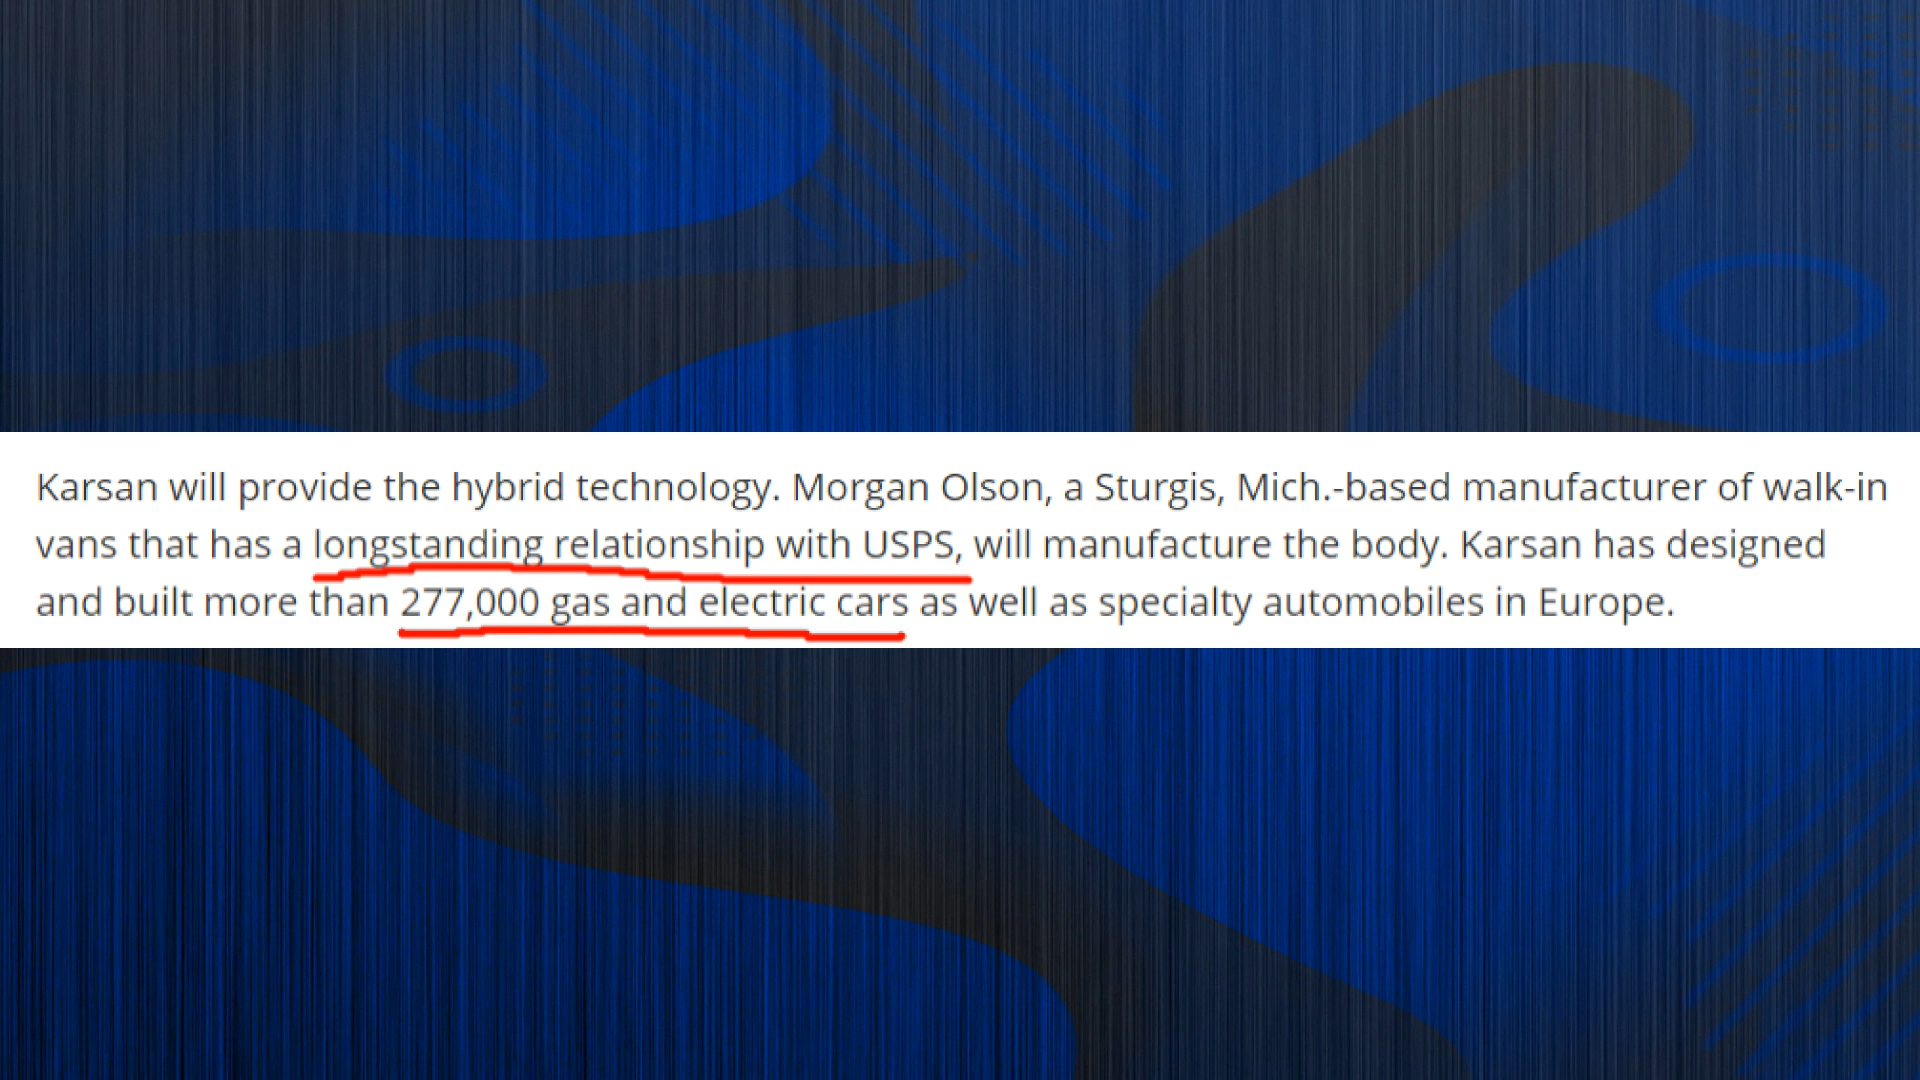 Karsan will provide the hybrid technology. Morgan Olson, a Sturgis, Mich.-based manufacturer of walk-in
vans that has a longstanding relationship with USPS, will manufacture the body. Karsan has designed
and built more than 277,000 gas and electric cars as well as specialty automobiles in Europe.